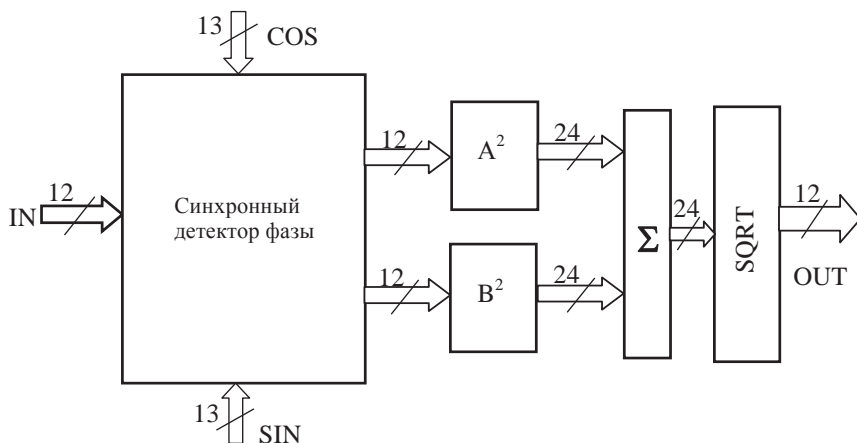 13
COS
12
IN
Синхронный
детектор фазы
12
A²
24
12
B²
24
Σ
24
SQRT
12
OUT
13
SIN